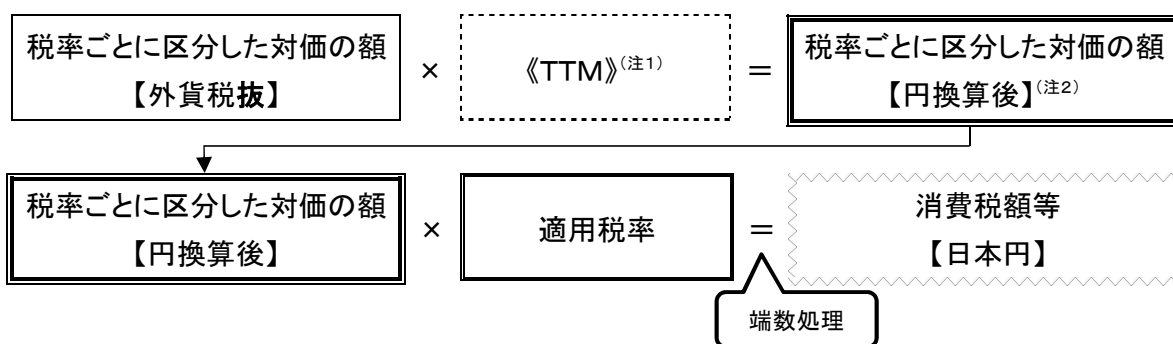 税率ごとに区分した対価の額 × 《TTM》(注1) = 税率ごとに区分した対価の額
【外貨税抜】 【円換算後】(注2)
税率ごとに区分した対価の額 × 適用税率 = 消費税額等
【円換算後】 【日本円】
端数処理